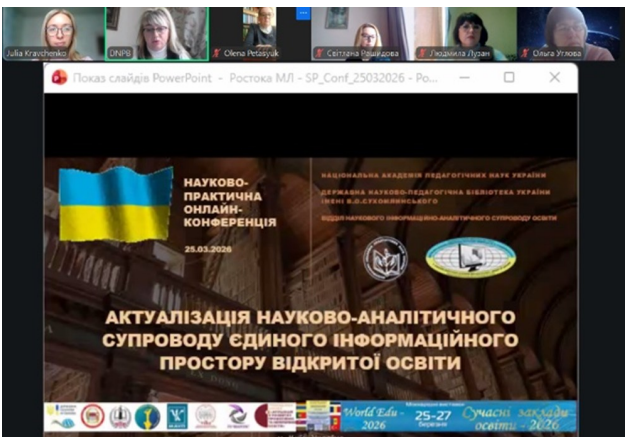 Julia Kravchenko
DNPB
Olena Petasyuk
Світлана Рашидова
Людмила Лузан
Ольга Углова
Показ слайдів PowerPoint - Ростока МЛ - SP_Conf_25032026 - Po...
НАУКОВО-
ПРАКТИЧНА
ОНЛАЙН-
КОНФЕРЕНЦІЯ
25.03.2026
НАЦІОНАЛЬНА АКАДЕМІЯ ПЕДАГОГІЧНИХ НАУК УКРАЇНИ
ДЕРЖАВНА НАУКОВО-ПЕДАГОГІЧНА БІБЛІОТЕКА УКРАЇНИ
ІМЕНІ В.О.СУХОМЛИНСЬКОГО
ВІДДІЛ НАУКОВОГО ІНФОРМАЦІЙНО-АНАЛІТИЧНОГО СУПРОВОДУ ОСВІТИ
АКТУАЛІЗАЦІЯ НАУКОВО-АНАЛІТИЧНОГО
СУПРОВОДУ ЄДИНОГО ІНФОРМАЦІЙНОГО
ПРОСТОРУ ВІДКРИТОЇ ОСВІТИ
World Edu -
2026
25-27
березня
Сучасні заклади
освіти - 2026